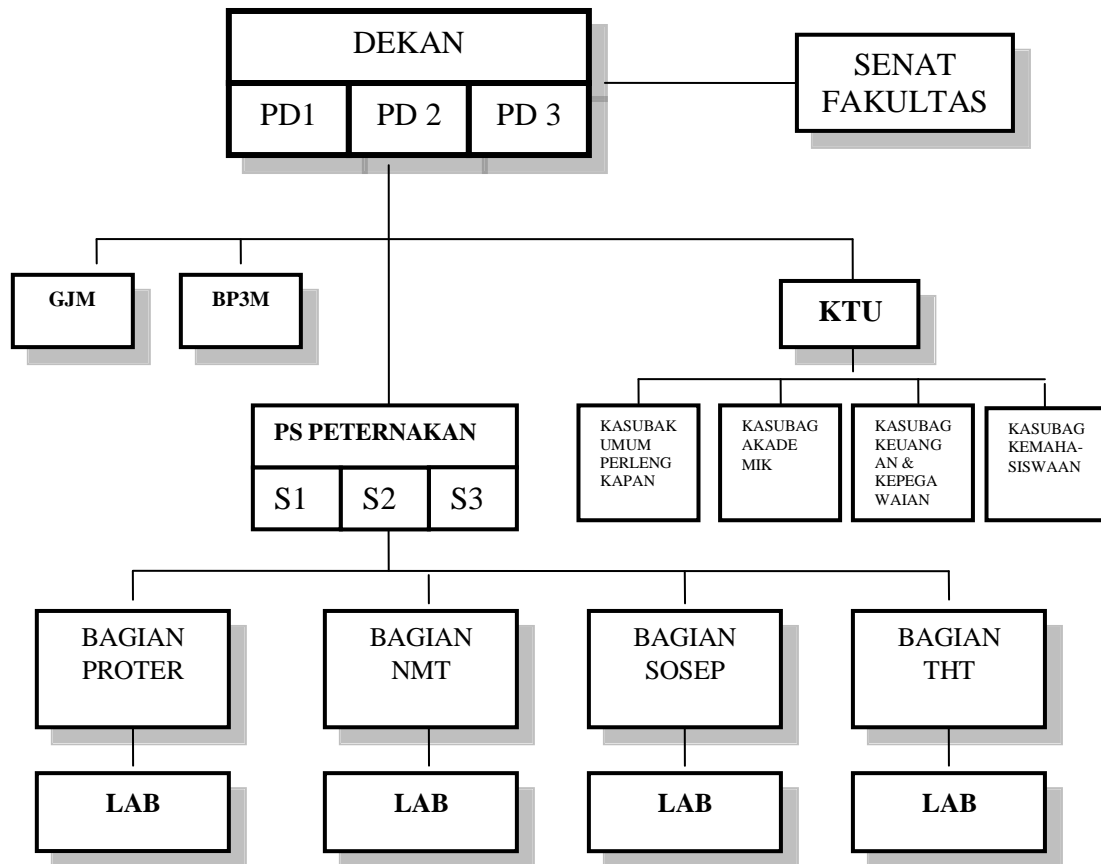 DEKAN
PD1
PD 2
PD 3
SENAT
FAKULTAS
GJM
BP3M
KTU
PS PETERNAKAN
S1
S2
S3
KASUBAK
UMUM
PERLENG
KAPAN
KASUBAG
AKADE
MIK
KASUBAG
KEUANG
AN &
KEPEGA
WAIAN
KASUBAG
KEMAHA-
SISWAAN
BAGIAN
PROTER
BAGIAN
NMT
BAGIAN
SOSEP
BAGIAN
THT
LAB
LAB
LAB
LAB